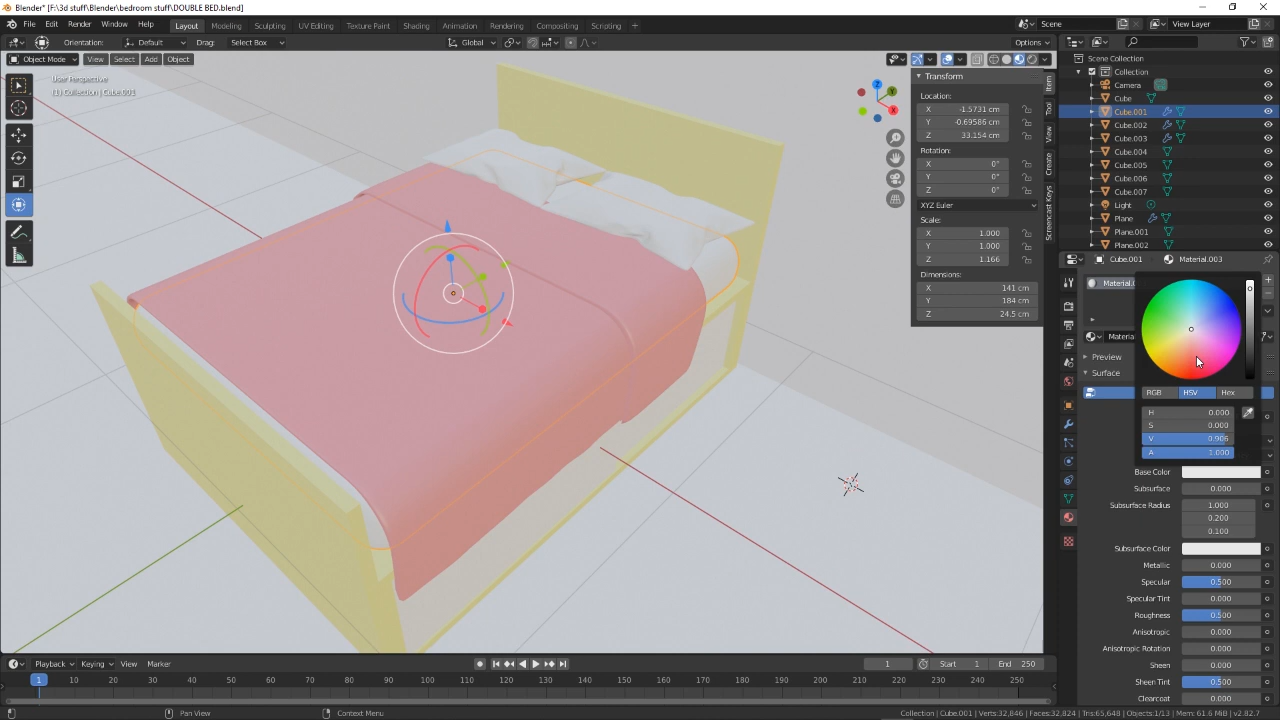 Blender* [F:\3d stuff\Blender\bedroom stuff\DOUBLE BED.blend]
File Edit Render Window Help Layout Modeling Sculpting UV Editing Texture Paint Shading Animation Rendering Compositing Scripting + Scene View Layer
Orientation: Default Drag: Select Box Global Options
Object Mode View Select Add Object
User Perspective
(1) Collection | Cube.001
Transform
Location:
X -1.5731 cm
Y -0.69586 cm
Z 33.154 cm
Rotation:
X 0°
Y 0°
Z 0°
XYZ Euler
Scale:
X 1.000
Y 1.000
Z 1.166
Dimensions:
X 141 cm
Y 184 cm
Z 24.5 cm
Item
Tool
View
Create
Screencast Keys
Z
Y
X
Scene Collection
Collection
Camera
Cube
Cube.001
Cube.002
Cube.003
Cube.004
Cube.005
Cube.006
Cube.007
Light
Plane
Plane.001
Plane.002
Cube.001 Material.003
Material.0
Materia
Preview
Surface
RGB HSV Hex
H 0.000
S 0.000
V 0.906
A 1.000
Base Color
Subsurface 0.000
Subsurface Radius 1.000
0.200
0.100
Subsurface Color
Metallic 0.000
Specular 0.500
Specular Tint 0.000
Roughness 0.500
Anisotropic 0.000
Anisotropic Rotation 0.000
Sheen 0.000
Sheen Tint 0.500
Clearcoat 0.000
Playback Keying View Marker 1 Start 1 End 250
1 10 20 30 40 50 60 70 80 90 100 110 120 130 140 150 160 170 180 190 200 210 220 230 240 250
Pan View Context Menu Collection | Cube.001 | Verts:32,846 | Faces:32,824 | Tris:65,648 | Objects:1/13 | Mem: 61.6 MiB | v2.82.7